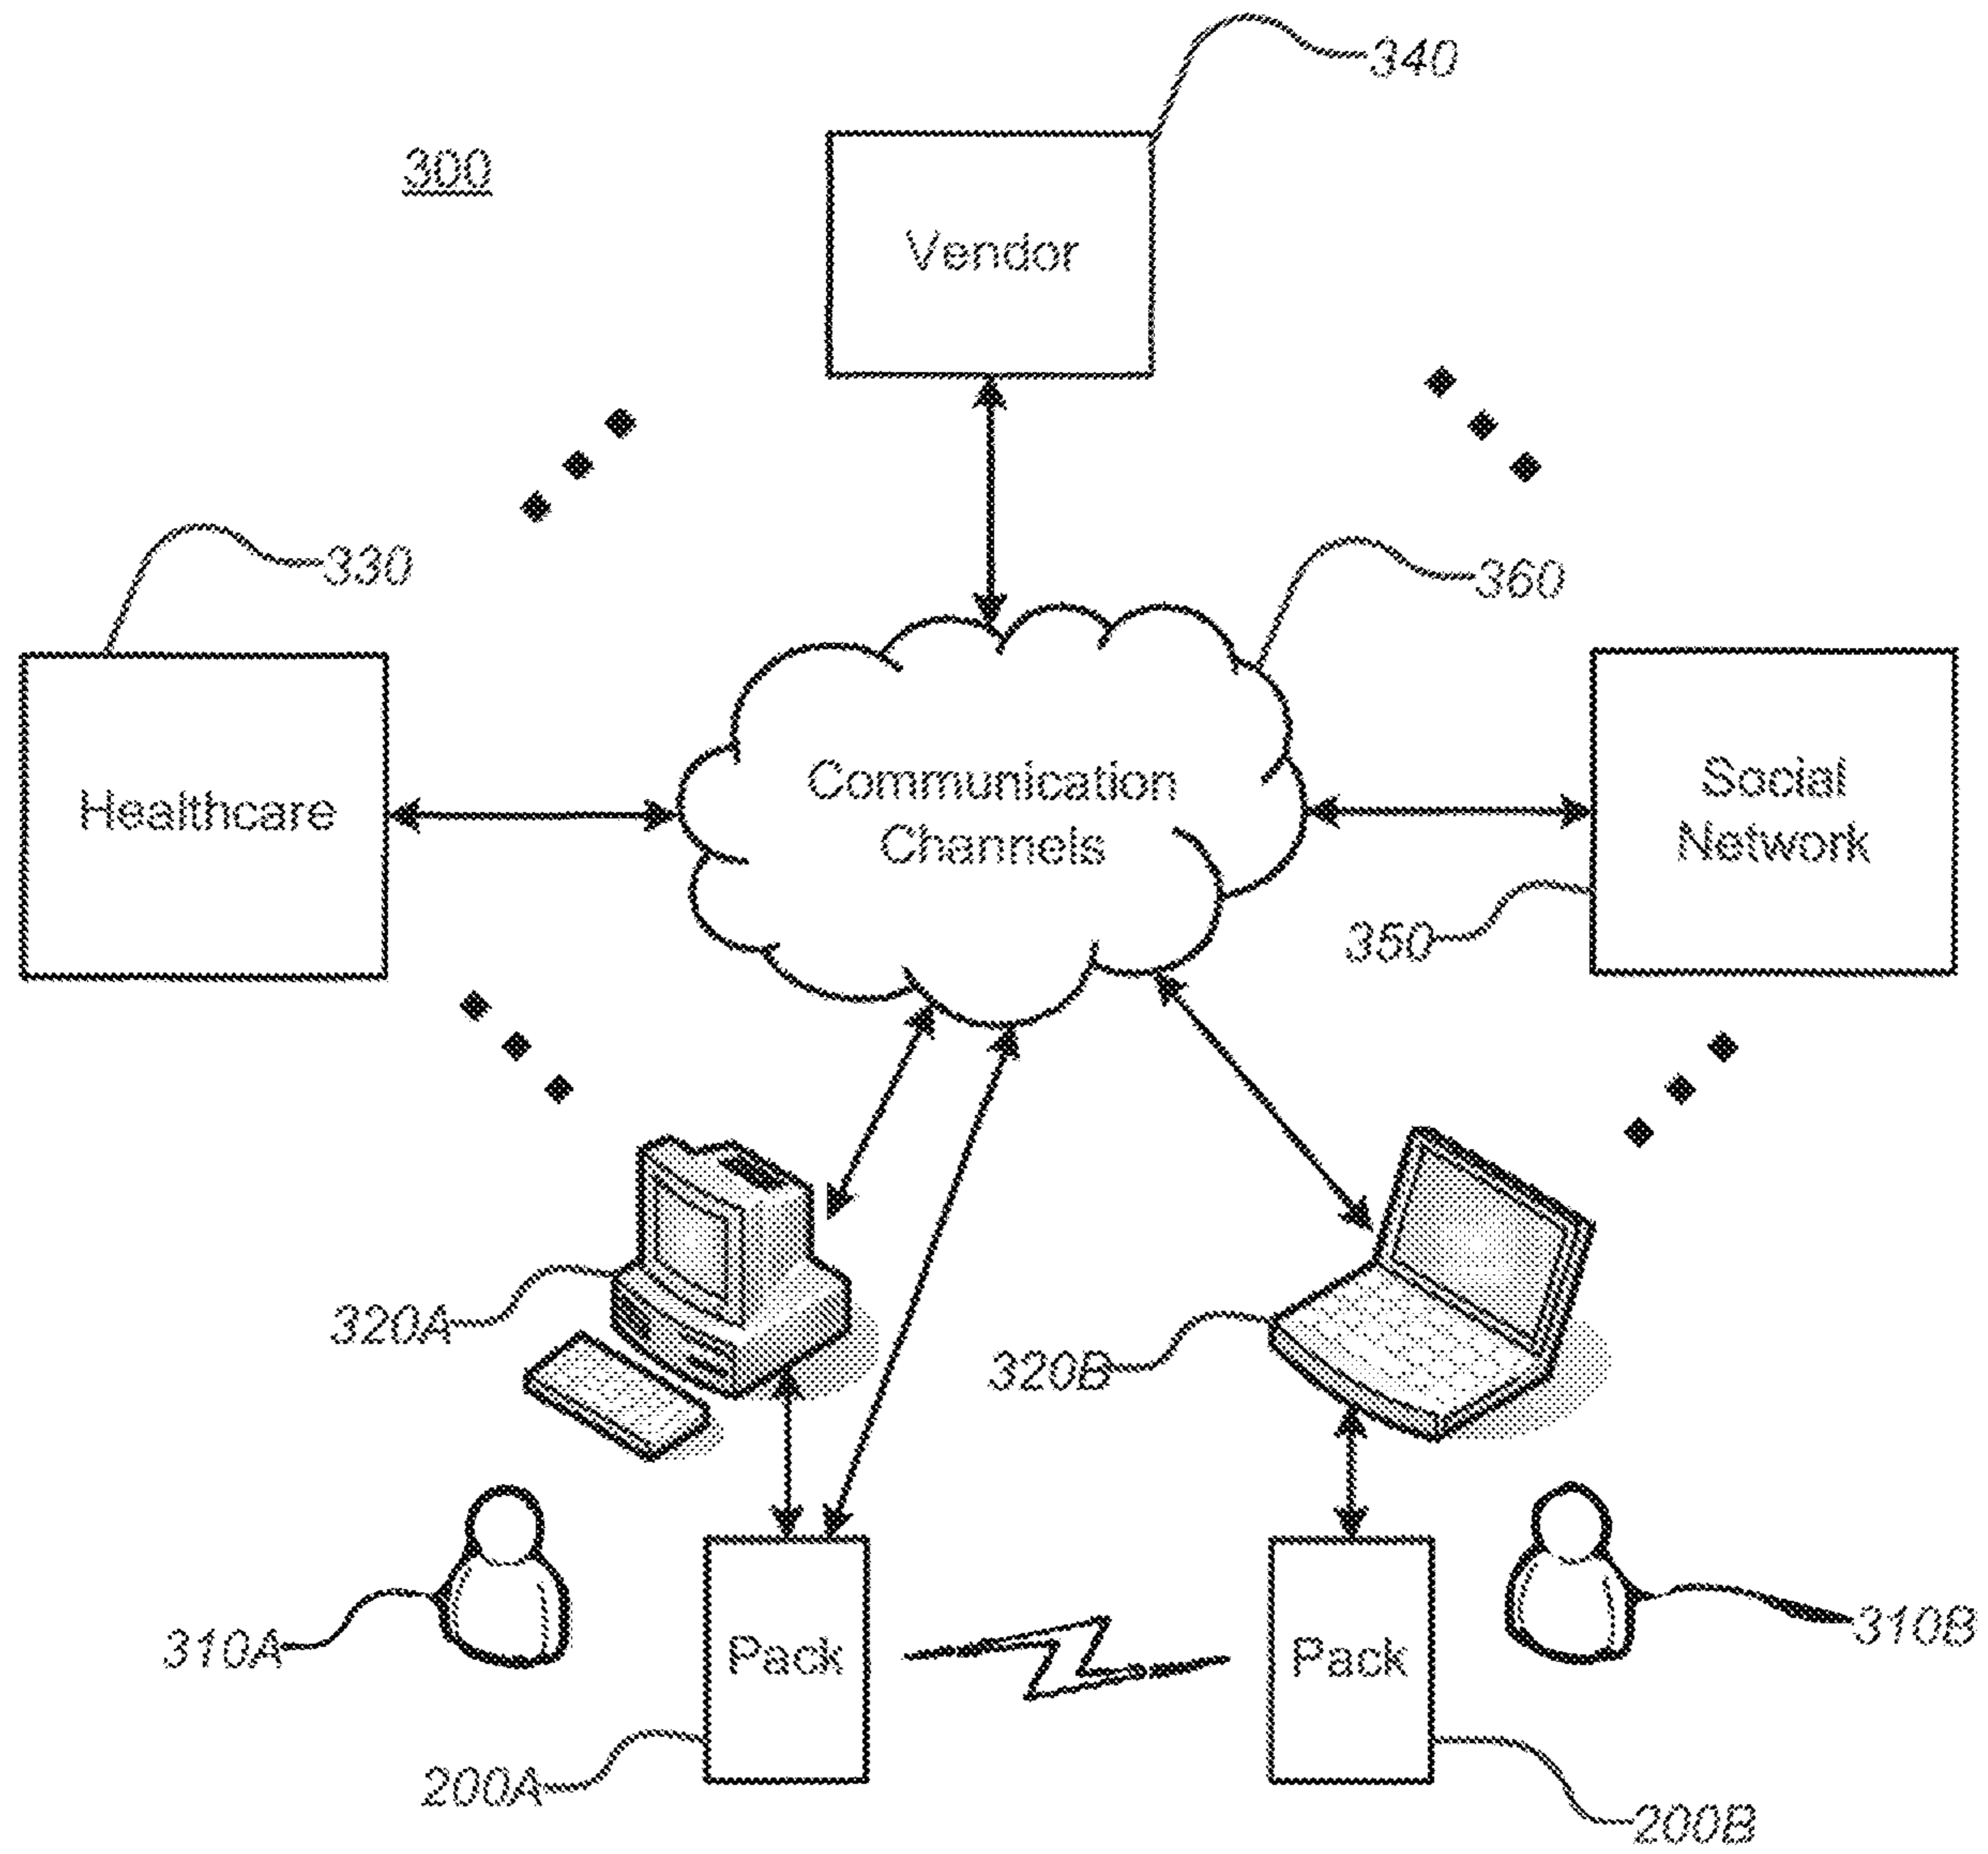 340
300
Vendor
330
360
Healthcare
Communication
Channels
Social
Network
350
320A
320B
310A
Pack
Pack
310B
200A
200B